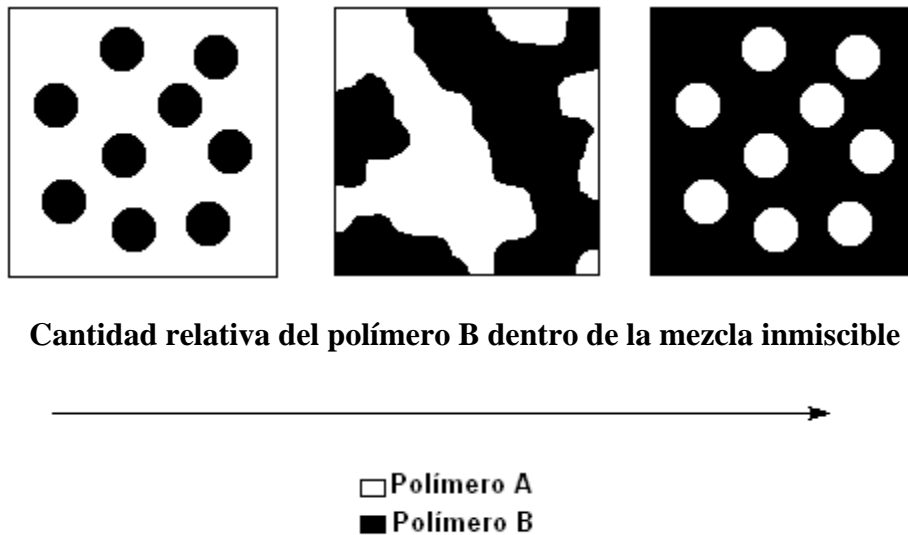 Cantidad relativa del polímero B dentro de la mezcla inmiscible
Polímero A
Polímero B